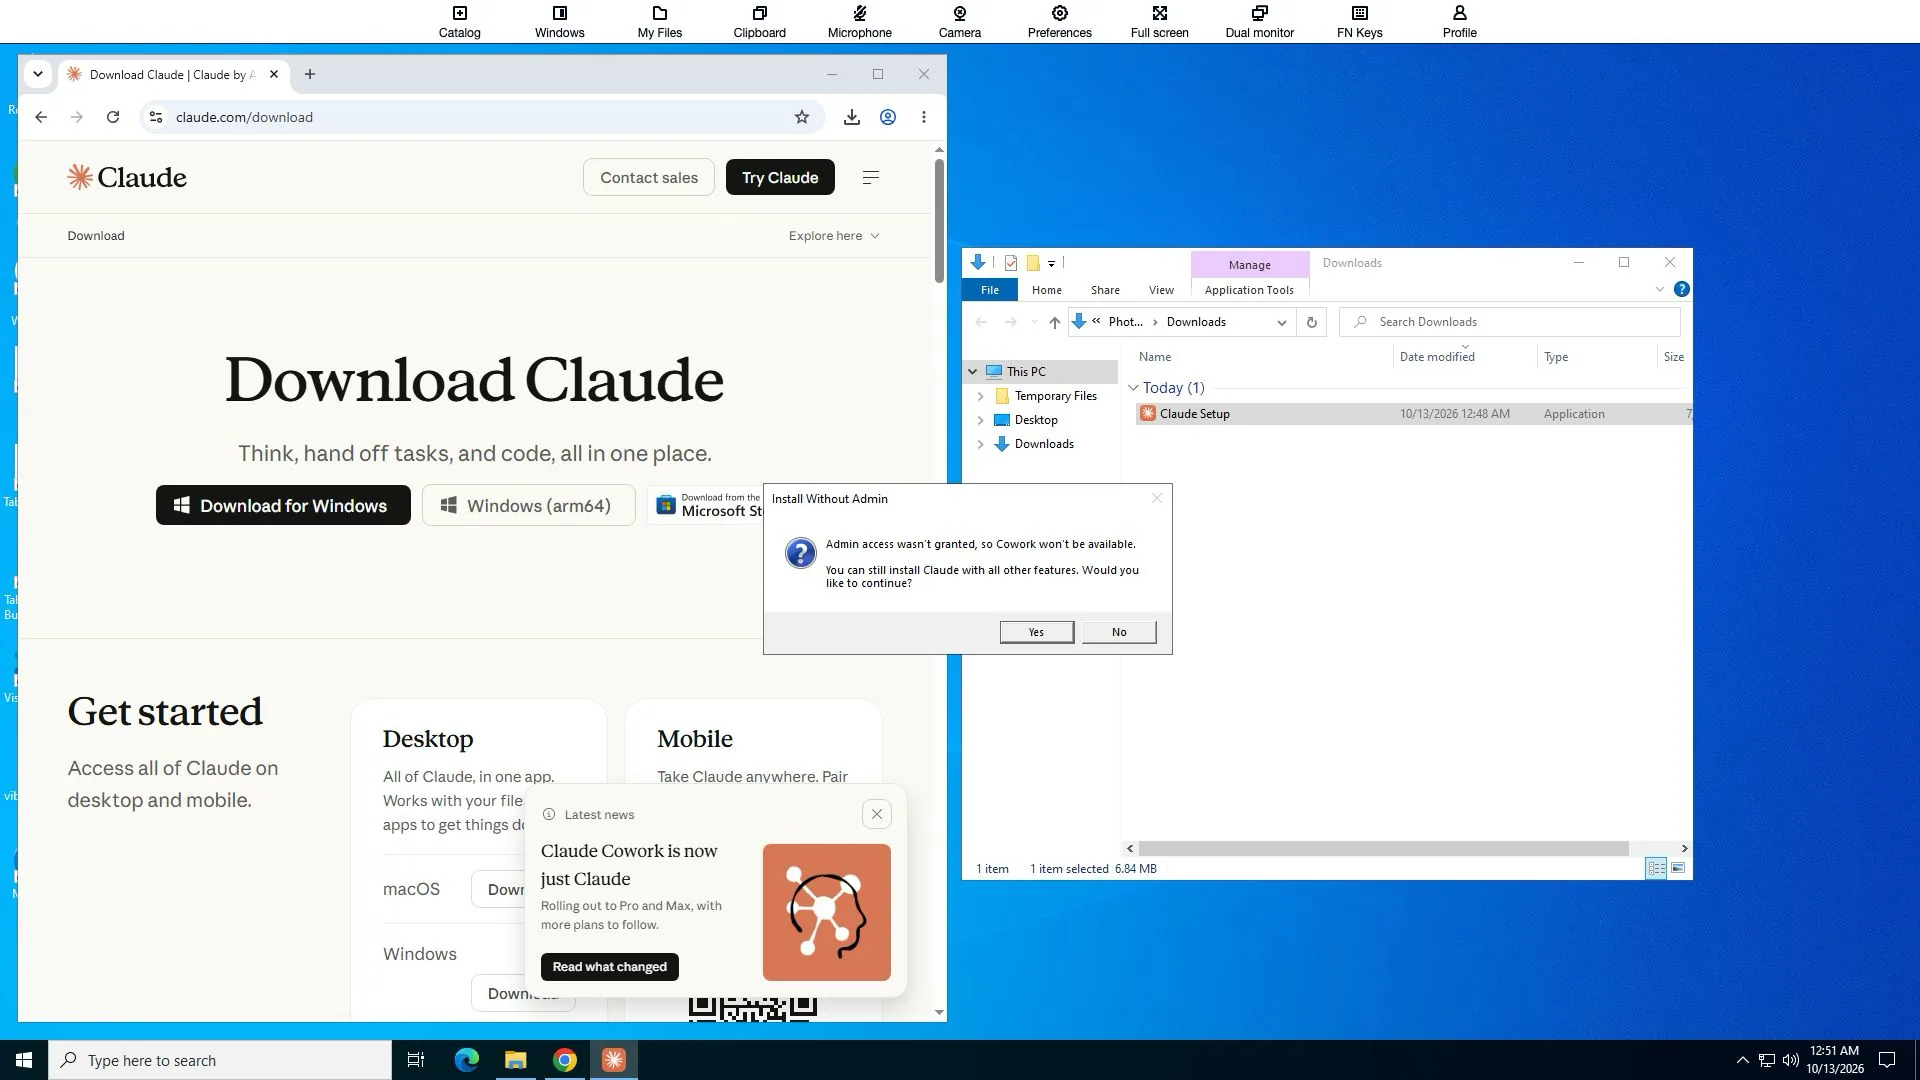 Catalog
Windows
My Files
Clipboard
Microphone
Camera
Preferences
Full screen
Dual monitor
FN Keys
Profile
Download Claude | Claude by A
claude.com/download
Claude
Contact sales
Try Claude
Download
Explore here
Download Claude
Think, hand off tasks, and code, all in one place.
Download for Windows
Windows (arm64)
Download from the
Microsoft St
Get started
Access all of Claude on
desktop and mobile.
Desktop
All of Claude, in one app.
Works with your file
apps to get things d
macOS
Down
Windows
Download
Mobile
Take Claude anywhere. Pair
Latest news
Claude Cowork is now
just Claude
Rolling out to Pro and Max, with
more plans to follow.
Read what changed
Install Without Admin
Admin access wasn't granted, so Cowork won't be available.
You can still install Claude with all other features. Would you
like to continue?
Yes
No
Manage
Downloads
File
Home
Share
View
Application Tools
Phot...
Downloads
Search Downloads
Name
Date modified
Type
Size
This PC
Temporary Files
Desktop
Downloads
Today (1)
Claude Setup
10/13/2026 12:48 AM
Application
7
1 item
1 item selected 6.84 MB
Type here to search
12:51 AM
10/13/2026